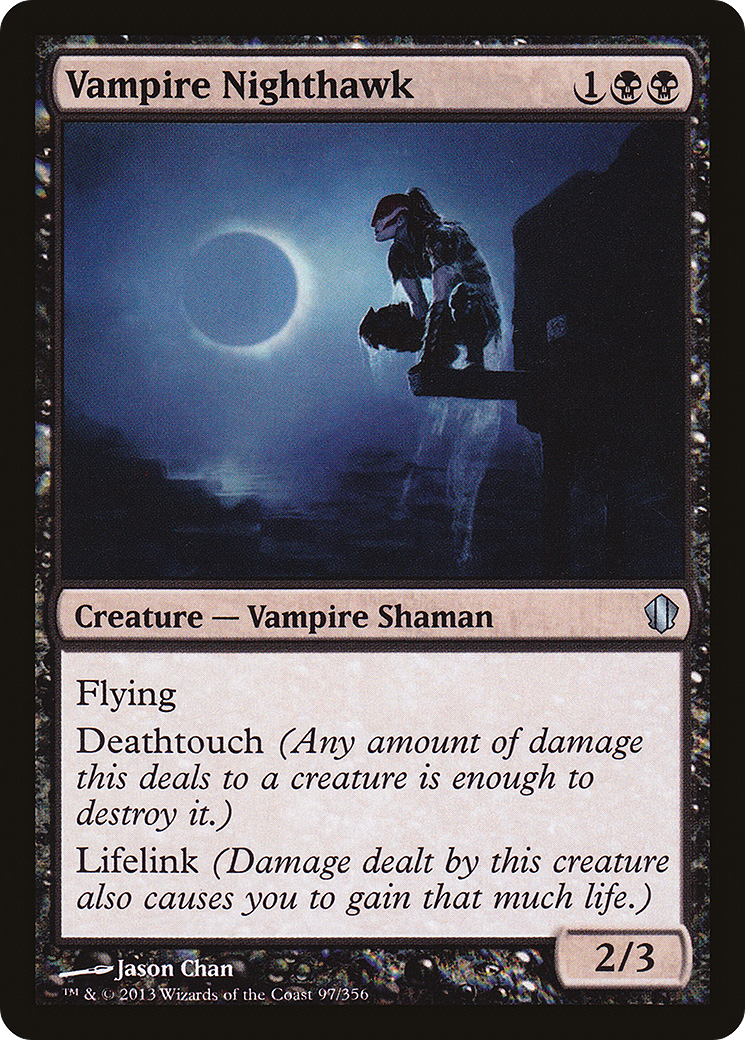 Vampire Nighthawk 1
Creature — Vampire Shaman
Flying
Deathtouch (Any amount of damage
this deals to a creature is enough to
destroy it.)
Lifelink (Damage dealt by this creature
also causes you to gain that much life.)
2/3
Jason Chan
™ & © 2013 Wizards of the Coast 97/356